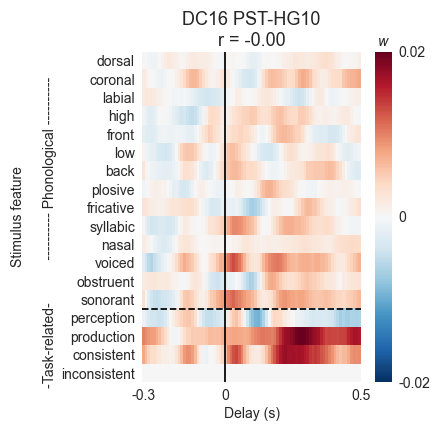 DC16 PST-HG10
r = -0.00
w
dorsal
coronal
labial
high
front
low
back
plosive
fricative
syllabic
nasal
voiced
obstruent
sonorant
perception
production
consistent
inconsistent
Stimulus feature
----------- Phonological ----------
-Task-related-
0.02
0
-0.02
-0.3 0 0.5
Delay (s)